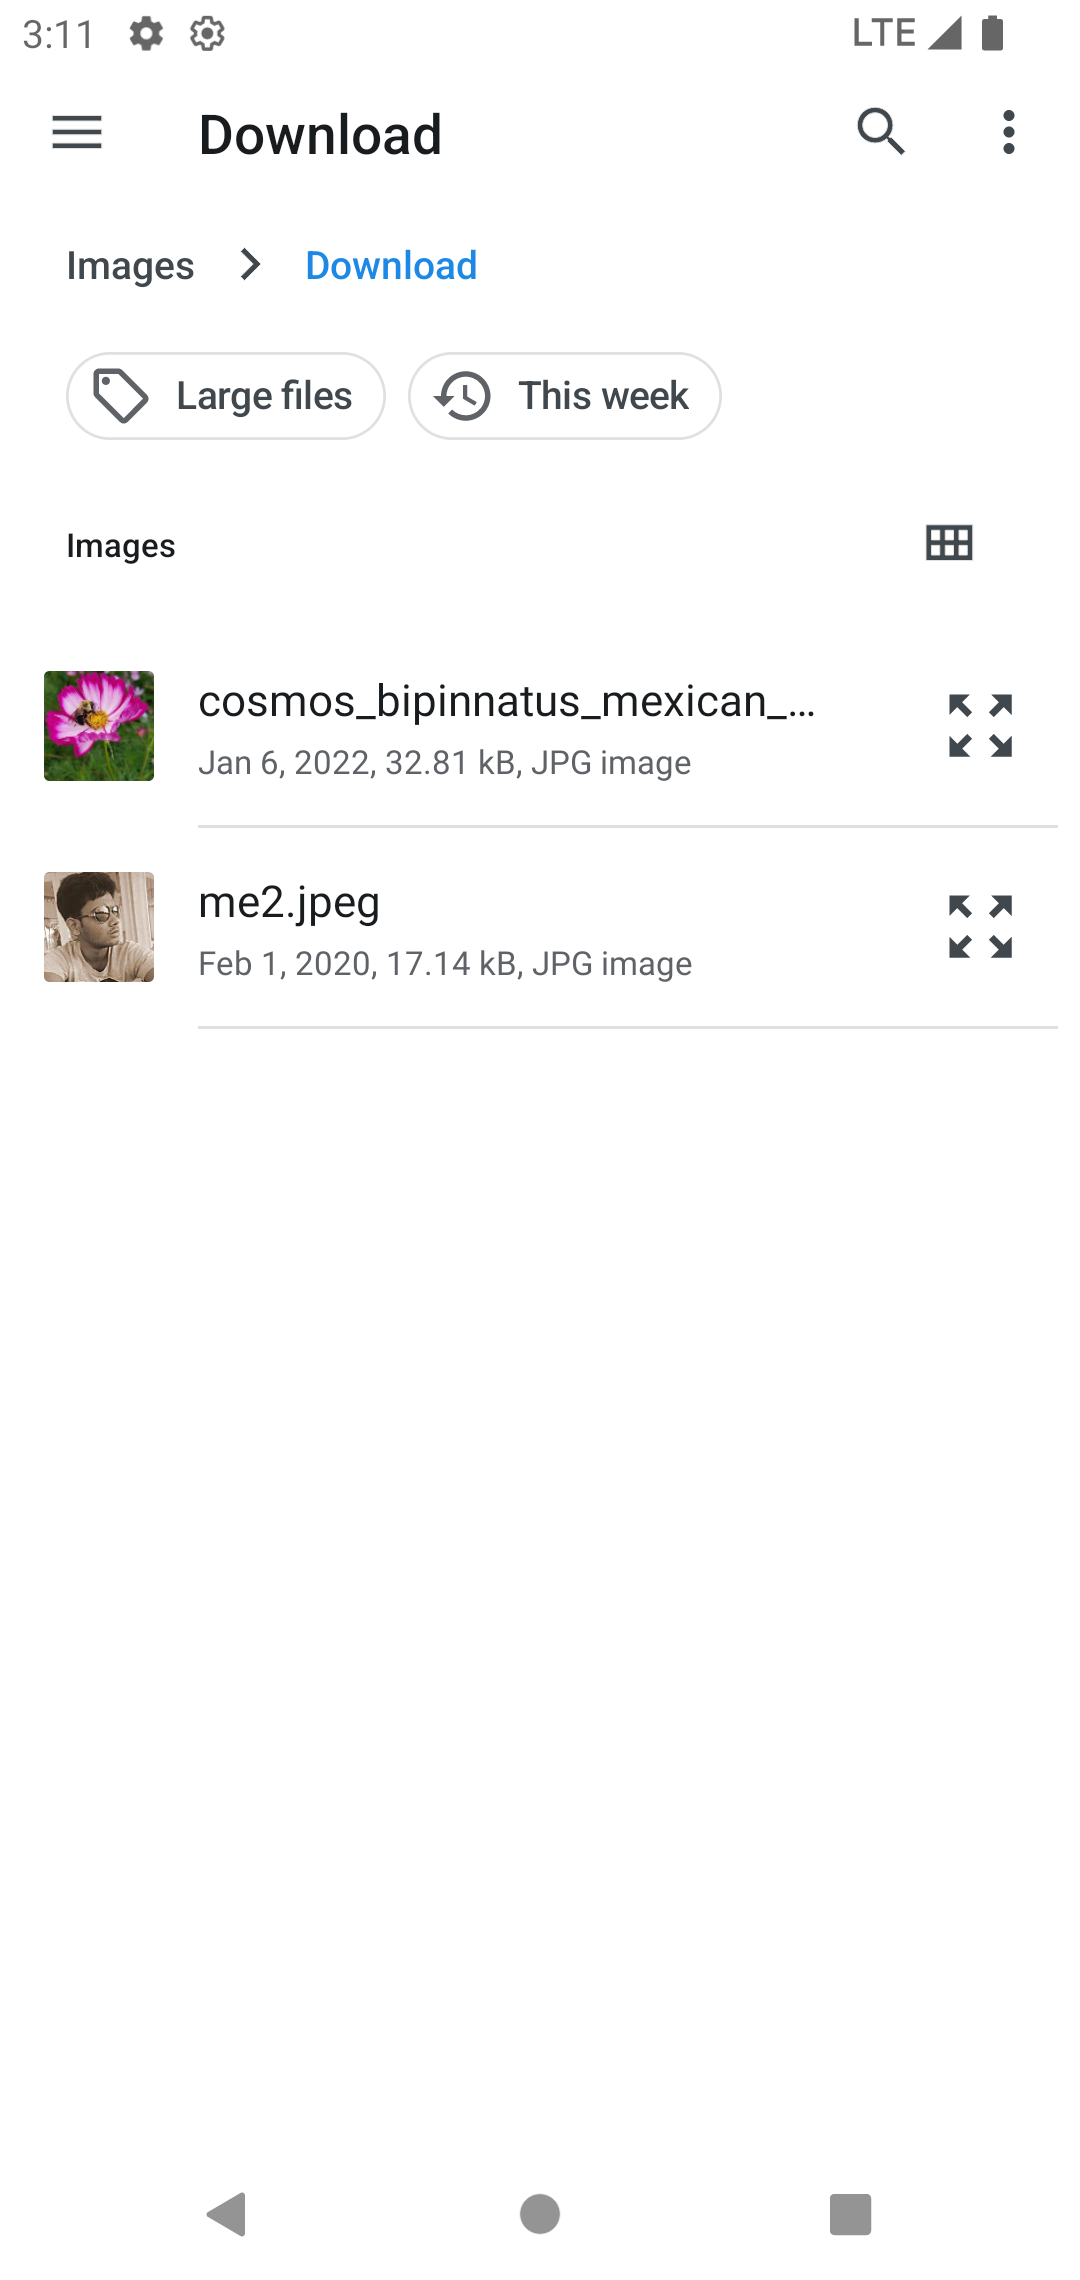 3:11
LTE
Download
Images
Download
Large files
This week
Images
cosmos_bipinnatus_mexican_...
Jan 6, 2022, 32.81 kB, JPG image
me2.jpeg
Feb 1, 2020, 17.14 kB, JPG image